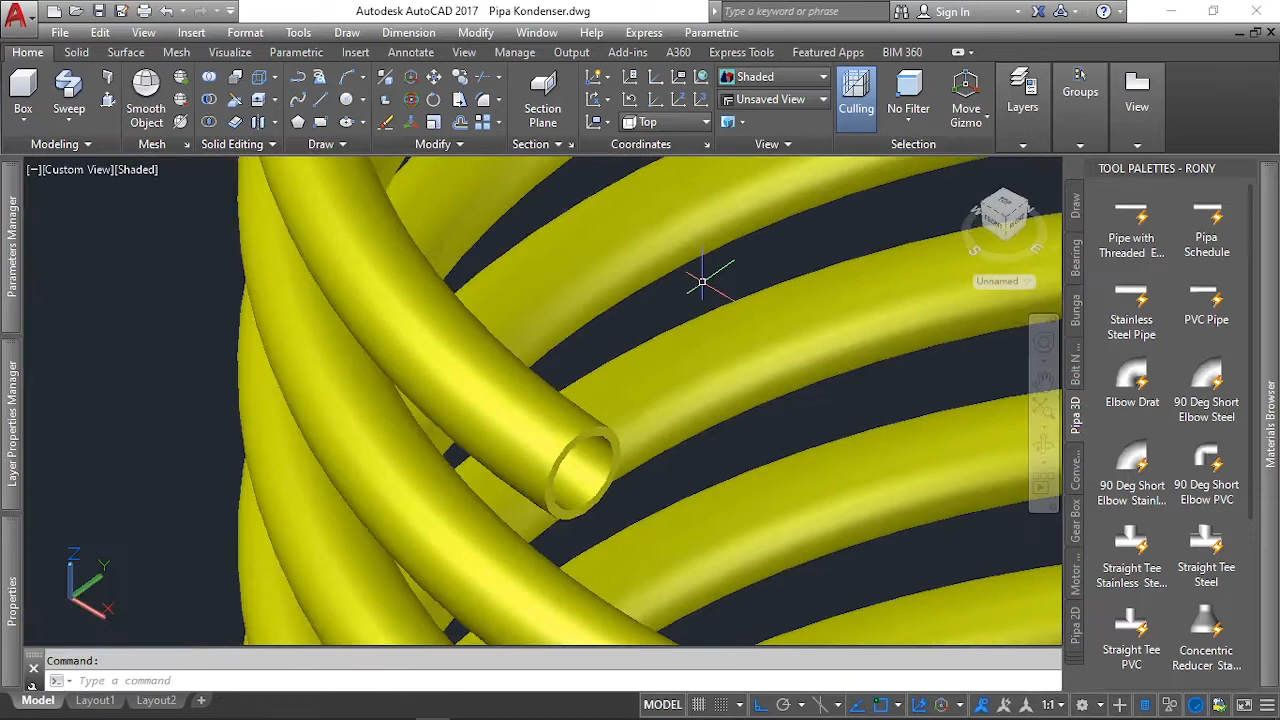 Autodesk AutoCAD 2017 Pipa Kondenser.dwg
Type a keyword or phrase
Sign In
File Edit View Insert Format Tools Draw Dimension Modify Window Help Express Parametric
Home Solid Surface Mesh Visualize Parametric Insert Annotate View Manage Output Add-ins A360 Express Tools Featured Apps BIM 360
Box
Sweep
Smooth
Object
Section
Plane
Shaded
Unsaved View
Top
Culling
No Filter
Move
Gizmo
Layers
Groups
View
Modeling
Mesh
Solid Editing
Draw
Modify
Section
Coordinates
View
Selection
[−][Custom View][Shaded]
TOP
FRONT
S
E
Unnamed
Parameters Manager
Layer Properties Manager
Properties
Z
Y
X
TOOL PALETTES - RONY
Draw
Bearing
Bunga
Bolt N ...
Pipa 3D
Conve...
Gear Box
Motor ...
Pipa 2D
Pipe with
Threaded E...
Pipa
Schedule
Stainless
Steel Pipe
PVC Pipe
Elbow Drat
90 Deg Short
Elbow Steel
90 Deg Short
Elbow Stainl...
90 Deg Short
Elbow PVC
Straight Tee
Stainless Ste...
Straight Tee
Steel
Straight Tee
PVC
Concentric
Reducer Sta...
Materials Browser
Command:
Type a command
Model Layout1 Layout2 +
MODEL
1:1